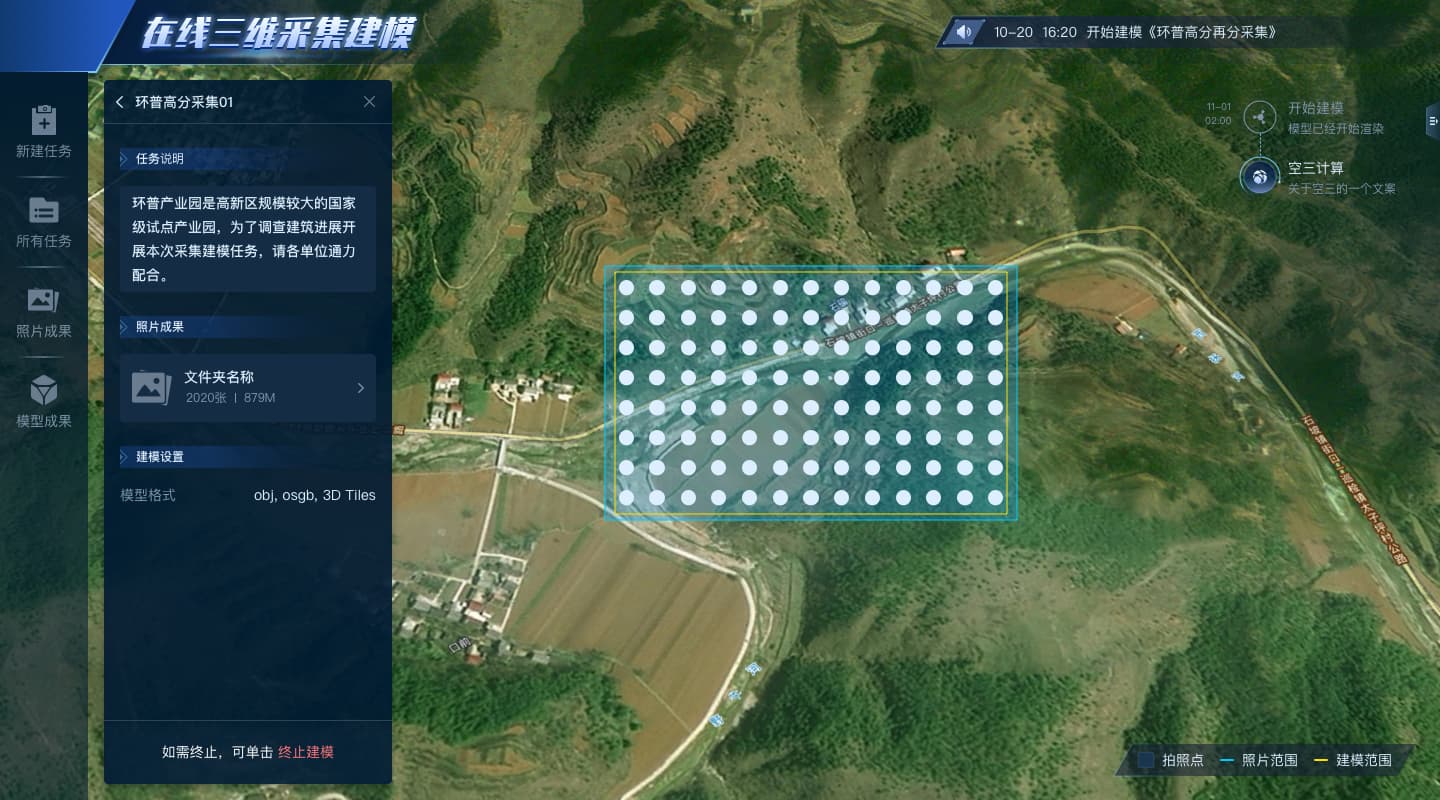 在线三维采集建模
10-20 16:20 开始建模《环普高分再分采集》
新建任务
所有任务
照片成果
模型成果
环普高分采集01
任务说明
环普产业园是高新区规模较大的国家
级试点产业园，为了调查建筑进展开
展本次采集建模任务，请各单位通力
配合。
照片成果
文件夹名称
2020张 | 879M
建模设置
模型格式
obj, osgb, 3D Tiles
如需终止，可单击 终止建模
11-01
02:00
开始建模
模型已经开始渲染
空三计算
关于空三的一个文案
口前
拍照点
照片范围
建模范围